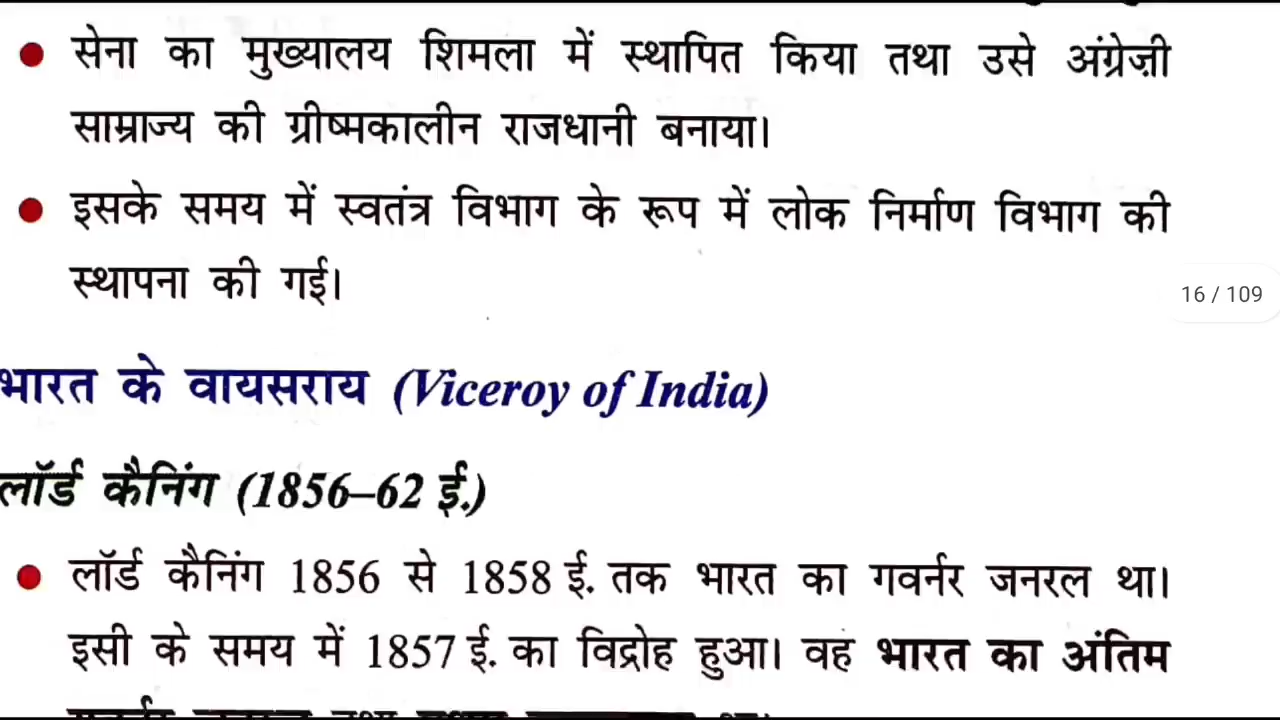 सेना का मुख्यालय शिमला में स्थापित किया तथा उसे अंग्रेज़ी
साम्राज्य की ग्रीष्मकालीन राजधानी बनाया।
इसके समय में स्वतंत्र विभाग के रूप में लोक निर्माण विभाग की
स्थापना की गई।
16 / 109
भारत के वायसराय (Viceroy of India)
लॉर्ड कैनिंग (1856–62 ई.)
लॉर्ड कैनिंग 1856 से 1858 ई. तक भारत का गवर्नर जनरल था।
इसी के समय में 1857 ई. का विद्रोह हुआ। वह भारत का अंतिम